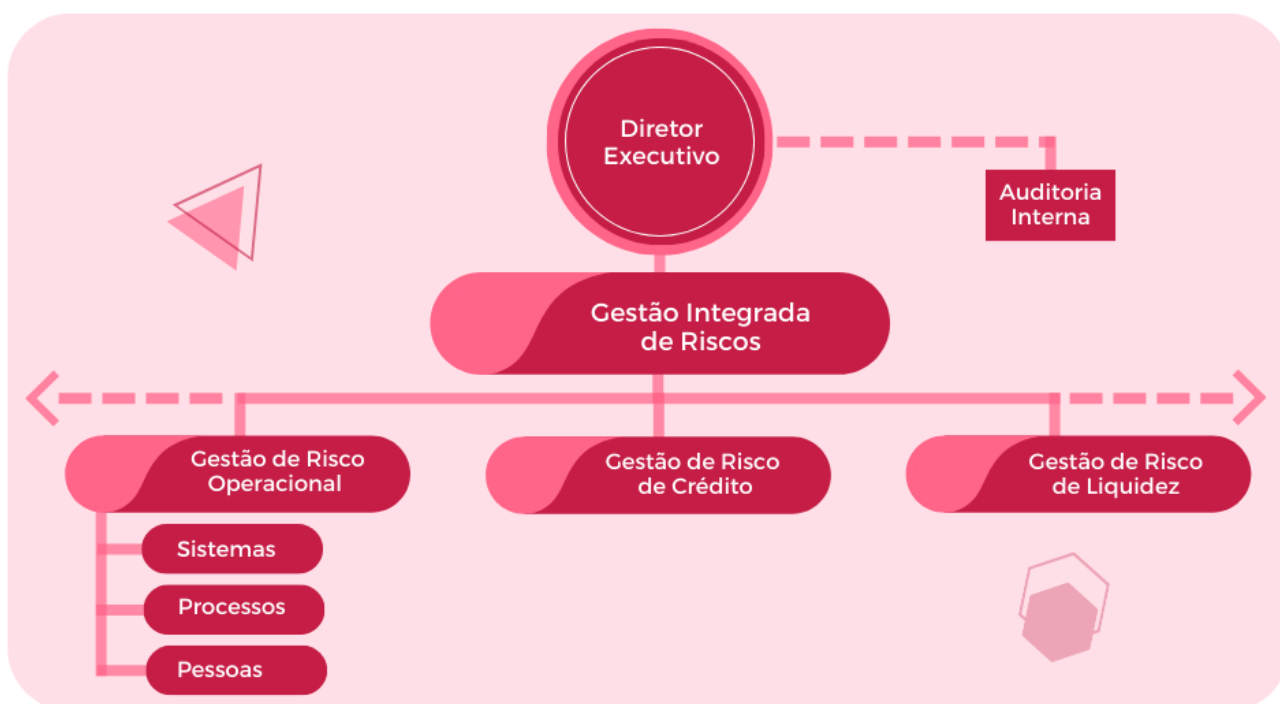 Diretor
Executivo
Auditoria
Interna
Gestão Integrada
de Riscos
Gestão de Risco
Operacional
Gestão de Risco
de Crédito
Gestão de Risco
de Liquidez
Sistemas
Processos
Pessoas